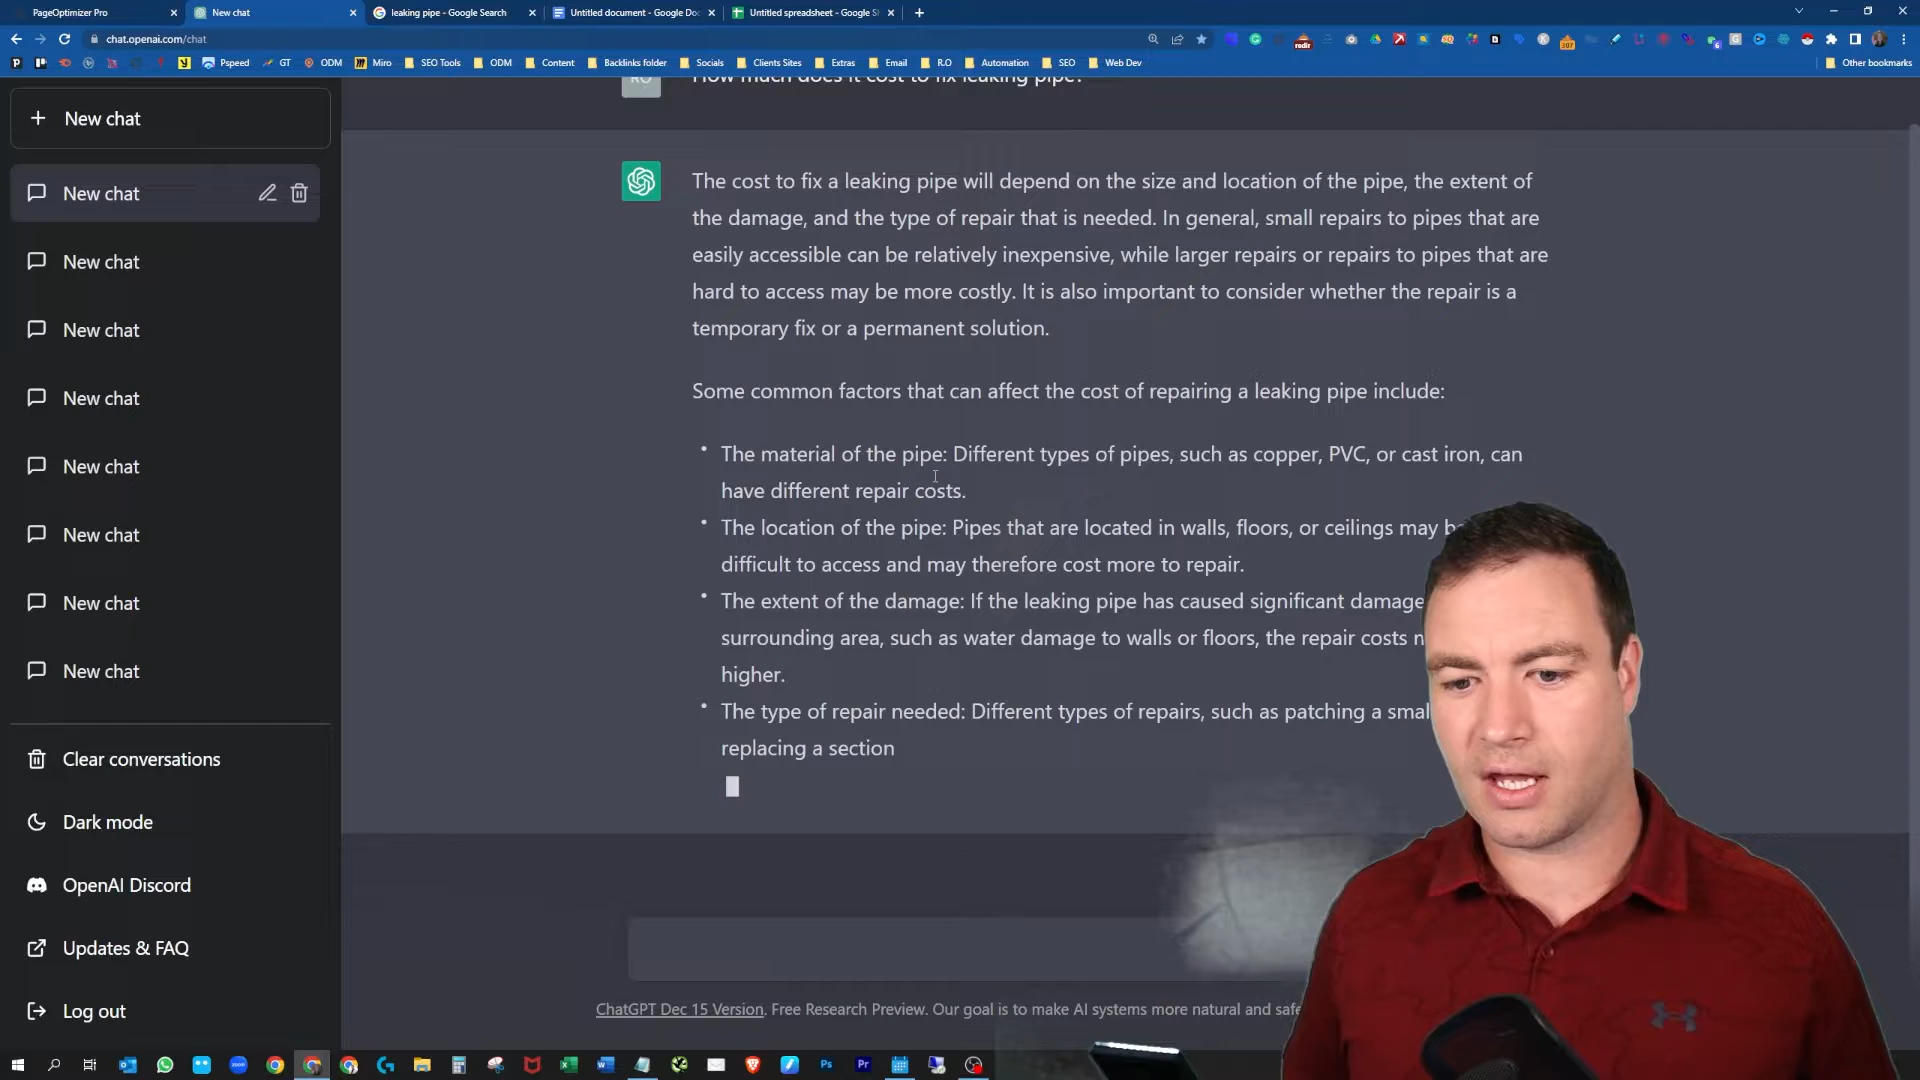 PageOptimizer Pro
New chat
leaking pipe - Google Search
Untitled document - Google Doc
Untitled spreadsheet - Google Sh
chat.openai.com/chat
Pspeed
GT
ODM
Miro
SEO Tools
ODM
Content
Backlinks folder
Socials
Clients Sites
Extras
Email
R.O
Automation
SEO
Web Dev
Other bookmarks
New chat
New chat
New chat
New chat
New chat
New chat
New chat
New chat
New chat
Clear conversations
Dark mode
OpenAI Discord
Updates & FAQ
Log out
How much does it cost to fix leaking pipe?
The cost to fix a leaking pipe will depend on the size and location of the pipe, the extent of
the damage, and the type of repair that is needed. In general, small repairs to pipes that are
easily accessible can be relatively inexpensive, while larger repairs or repairs to pipes that are
hard to access may be more costly. It is also important to consider whether the repair is a
temporary fix or a permanent solution.
Some common factors that can affect the cost of repairing a leaking pipe include:
• The material of the pipe: Different types of pipes, such as copper, PVC, or cast iron, can
have different repair costs.
• The location of the pipe: Pipes that are located in walls, floors, or ceilings may
difficult to access and may therefore cost more to repair.
• The extent of the damage: If the leaking pipe has caused significant damage
surrounding area, such as water damage to walls or floors, the repair costs
higher.
• The type of repair needed: Different types of repairs, such as patching a
replacing a section
ChatGPT Dec 15 Version. Free Research Preview. Our goal is to make AI systems more natural and safe